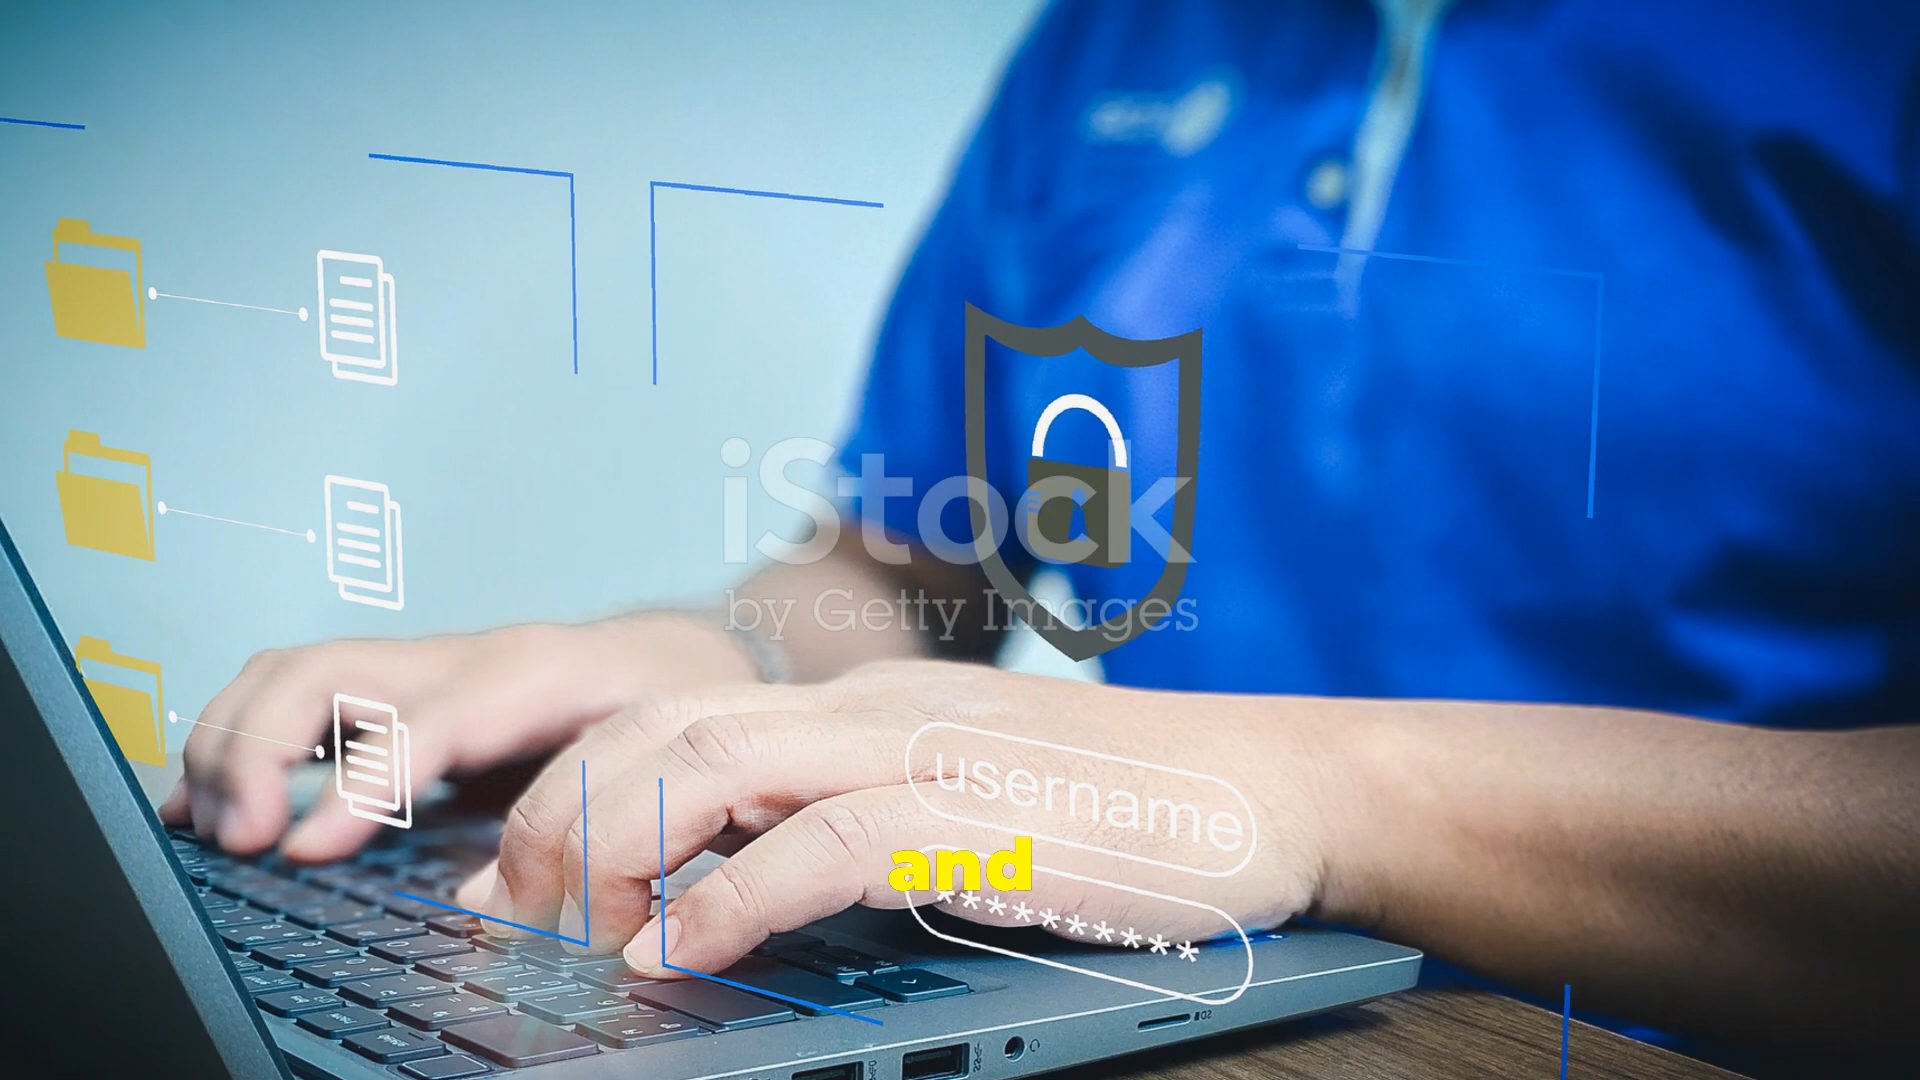 iStock
by Getty Images
username
and
*********